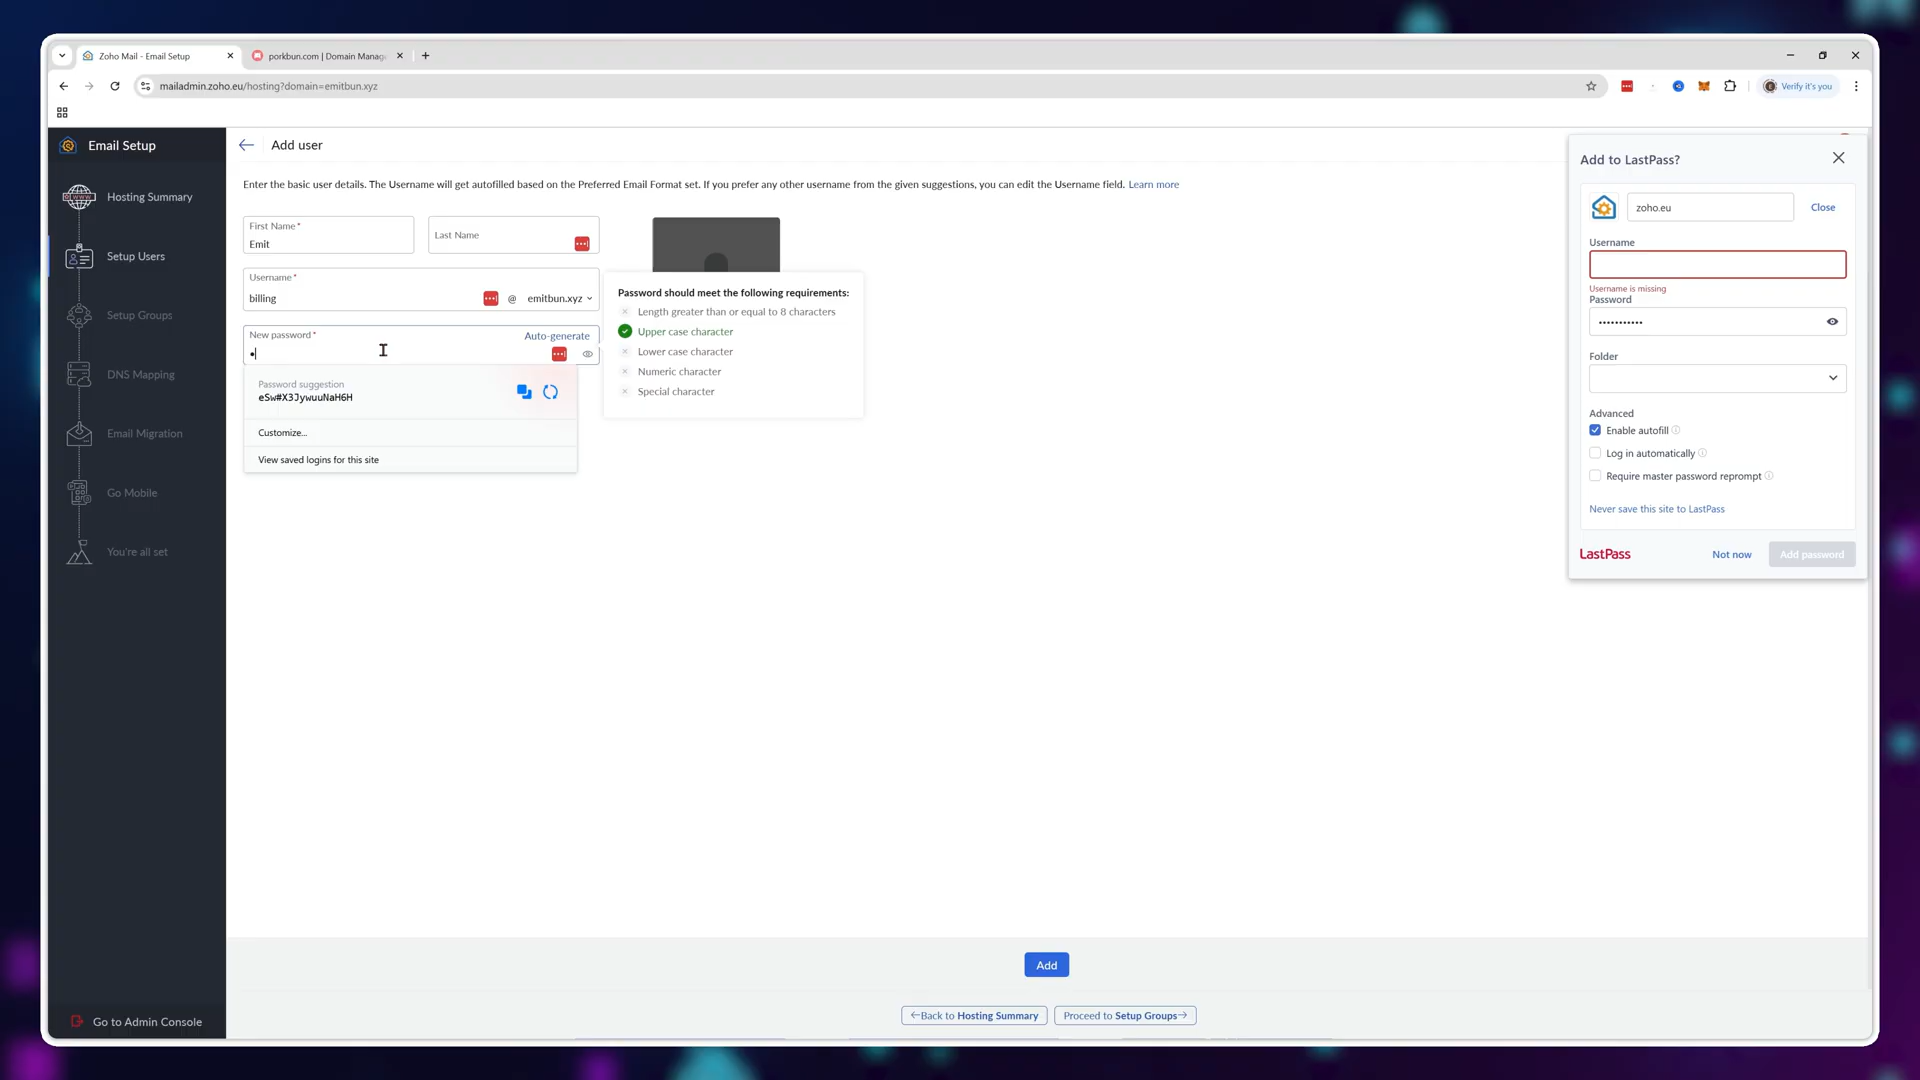 Zoho Mail - Email Setup
porkbun.com | Domain Manag
mailadmin.zoho.eu/hosting?domain=emitbun.xyz
Verify it's you
Email Setup
Hosting Summary
Setup Users
Setup Groups
DNS Mapping
Email Migration
Go Mobile
You're all set
Go to Admin Console
Add user
Enter the basic user details. The Username will get autofilled based on the Preferred Email Format set. If you prefer any other username from the given suggestions, you can edit the Username field. Learn more
First Name*
Emit
Last Name
Username*
billing
@ emitbun.xyz
New password*
Auto-generate
Password suggestion
eSw#X3JywuuNaH6H
Customize...
View saved logins for this site
Password should meet the following requirements:
Length greater than or equal to 8 characters
Upper case character
Lower case character
Numeric character
Special character
Add
Back to Hosting Summary
Proceed to Setup Groups
Add to LastPass?
zoho.eu
Close
Username
Username is missing
Password
•••••••••••
Folder
Advanced
Enable autofill
Log in automatically
Require master password reprompt
Never save this site to LastPass
LastPass
Not now
Add password